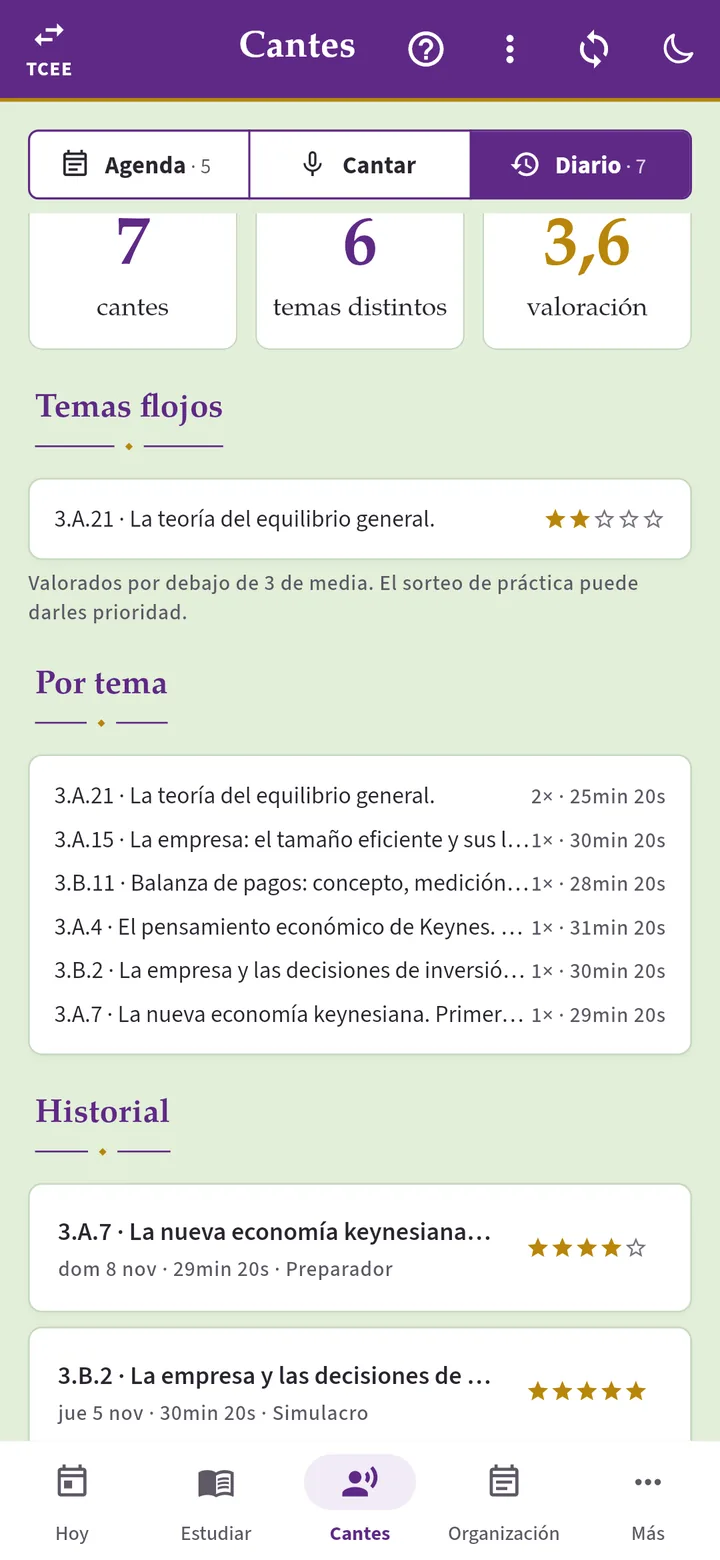 TCEE
Cantes
Agenda · 5
Cantar
Diario · 7
7
6
3,6
cantes
temas distintos
valoración
Temas flojos
3.A.21 · La teoría del equilibrio general.
Valorados por debajo de 3 de media. El sorteo de práctica puede
darles prioridad.
Por tema
3.A.21 · La teoría del equilibrio general. 2× · 25min 20s
3.A.15 · La empresa: el tamaño eficiente y sus l… 1× · 30min 20s
3.B.11 · Balanza de pagos: concepto, medición… 1× · 28min 20s
3.A.4 · El pensamiento económico de Keynes. … 1× · 31min 20s
3.B.2 · La empresa y las decisiones de inversió… 1× · 30min 20s
3.A.7 · La nueva economía keynesiana. Primer… 1× · 29min 20s
Historial
3.A.7 · La nueva economía keynesiana…
dom 8 nov · 29min 20s · Preparador
3.B.2 · La empresa y las decisiones de …
jue 5 nov · 30min 20s · Simulacro
Hoy
Estudiar
Cantes
Organización
Más